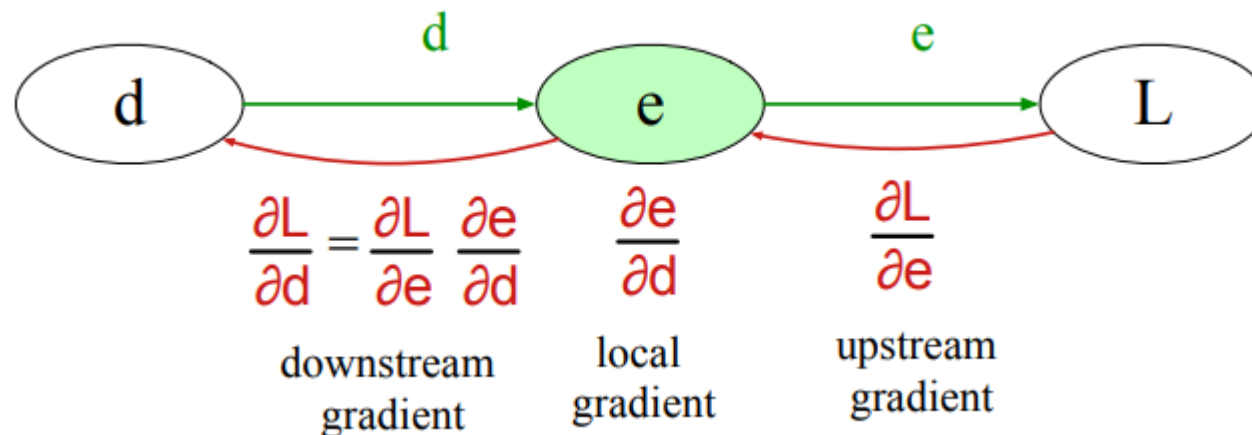 d e
d e L
∂L/∂d = ∂L/∂e ∂e/∂d ∂e/∂d ∂L/∂e
downstream gradient
local gradient
upstream gradient